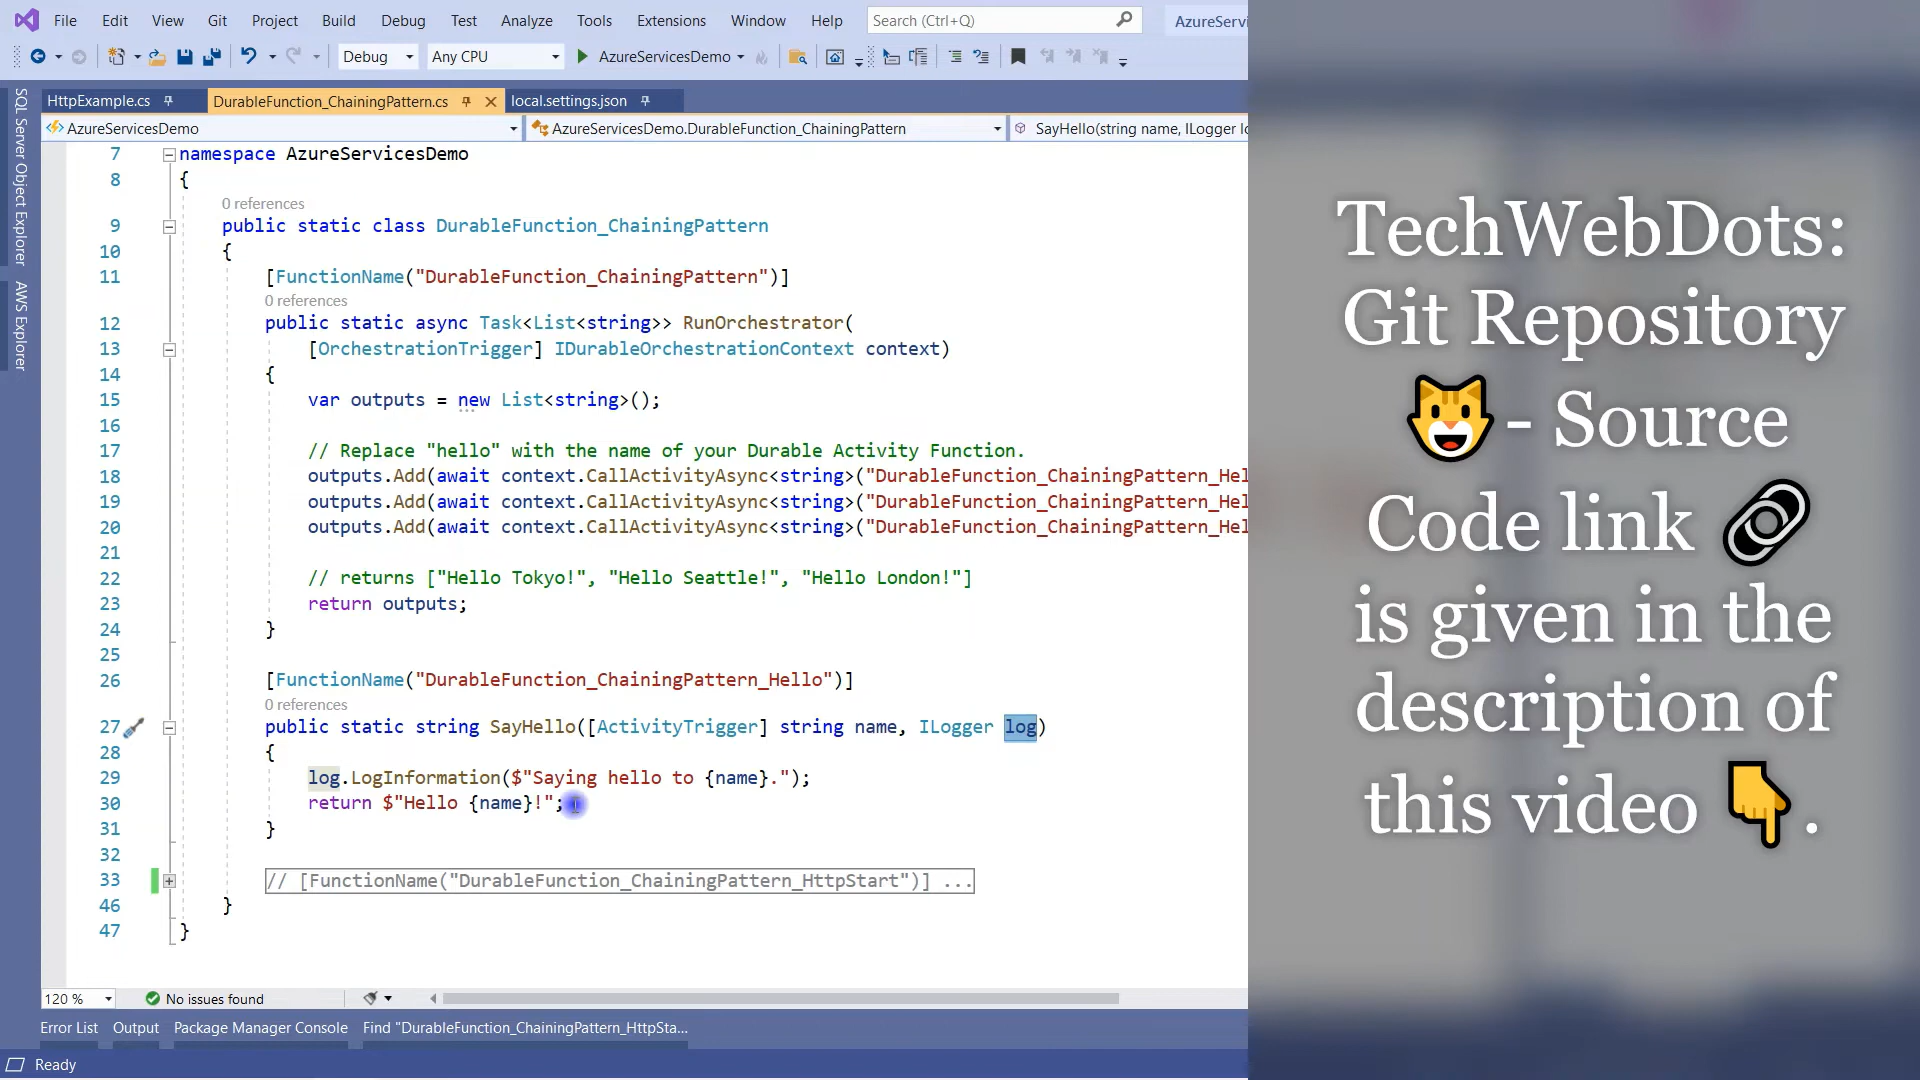 File Edit View Git Project Build Debug Test Analyze Tools Extensions Window Help Search (Ctrl+Q) AzureServi
Debug Any CPU AzureServicesDemo
SQL Server Object Explorer
AWS Explorer
HttpExample.cs DurableFunction_ChainingPattern.cs local.settings.json
AzureServicesDemo AzureServicesDemo.DurableFunction_ChainingPattern SayHello(string name, ILogger lo
7 namespace AzureServicesDemo
8 {
0 references
9 public static class DurableFunction_ChainingPattern
10 {
11 [FunctionName("DurableFunction_ChainingPattern")]
0 references
12 public static async Task<List<string>> RunOrchestrator(
13 [OrchestrationTrigger] IDurableOrchestrationContext context)
14 {
15 var outputs = new List<string>();
16
17 // Replace "hello" with the name of your Durable Activity Function.
18 outputs.Add(await context.CallActivityAsync<string>("DurableFunction_ChainingPattern_Hel
19 outputs.Add(await context.CallActivityAsync<string>("DurableFunction_ChainingPattern_Hel
20 outputs.Add(await context.CallActivityAsync<string>("DurableFunction_ChainingPattern_Hel
21
22 // returns ["Hello Tokyo!", "Hello Seattle!", "Hello London!"]
23 return outputs;
24 }
25
26 [FunctionName("DurableFunction_ChainingPattern_Hello")]
0 references
27 public static string SayHello([ActivityTrigger] string name, ILogger log)
28 {
29 log.LogInformation($"Saying hello to {name}.");
30 return $"Hello {name}!";
31 }
32
33 // [FunctionName("DurableFunction_ChainingPattern_HttpStart")] ...
46 }
47 }
120 % No issues found
Error List Output Package Manager Console Find "DurableFunction_ChainingPattern_HttpSta...
Ready
TechWebDots:
Git Repository
🐱- Source
Code link 🔗
is given in the
description of
this video 👇.